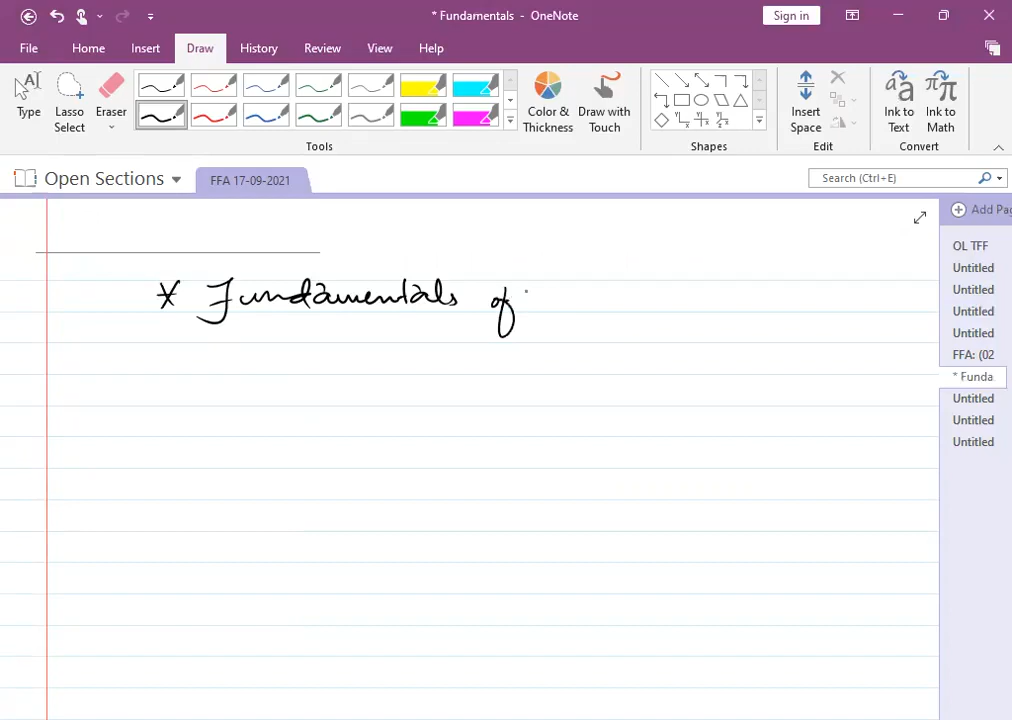 * Fundamentals - OneNote
Sign in
File Home Insert Draw History Review View Help
Type
Lasso Select
Eraser
Color & Thickness
Draw with Touch
Insert Space
Ink to Text
Ink to Math
Tools
Shapes
Edit
Convert
Open Sections
FFA 17-09-2021
Search (Ctrl+E)
Add Pag
OL TFF
Untitled
Untitled
Untitled
Untitled
FFA: (02
* Funda
Untitled
Untitled
Untitled
* Fundamentals of